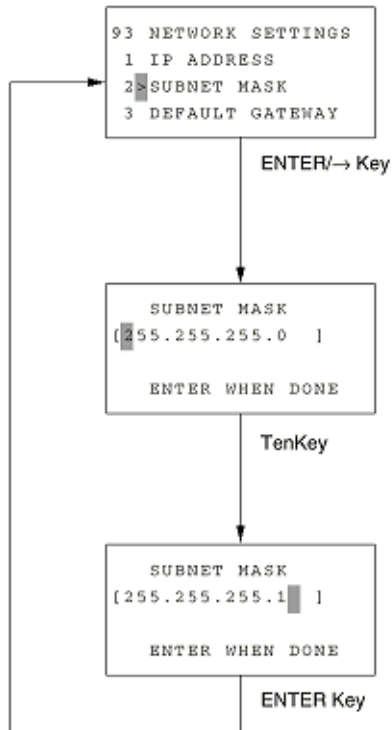 93 NETWORK SETTINGS
1 IP ADDRESS
2>SUBNET MASK
3 DEFAULT GATEWAY
ENTER/→ Key
SUBNET MASK
[255.255.255.0 ]
ENTER WHEN DONE
TenKey
SUBNET MASK
[255.255.255.1 ]
ENTER WHEN DONE
ENTER Key